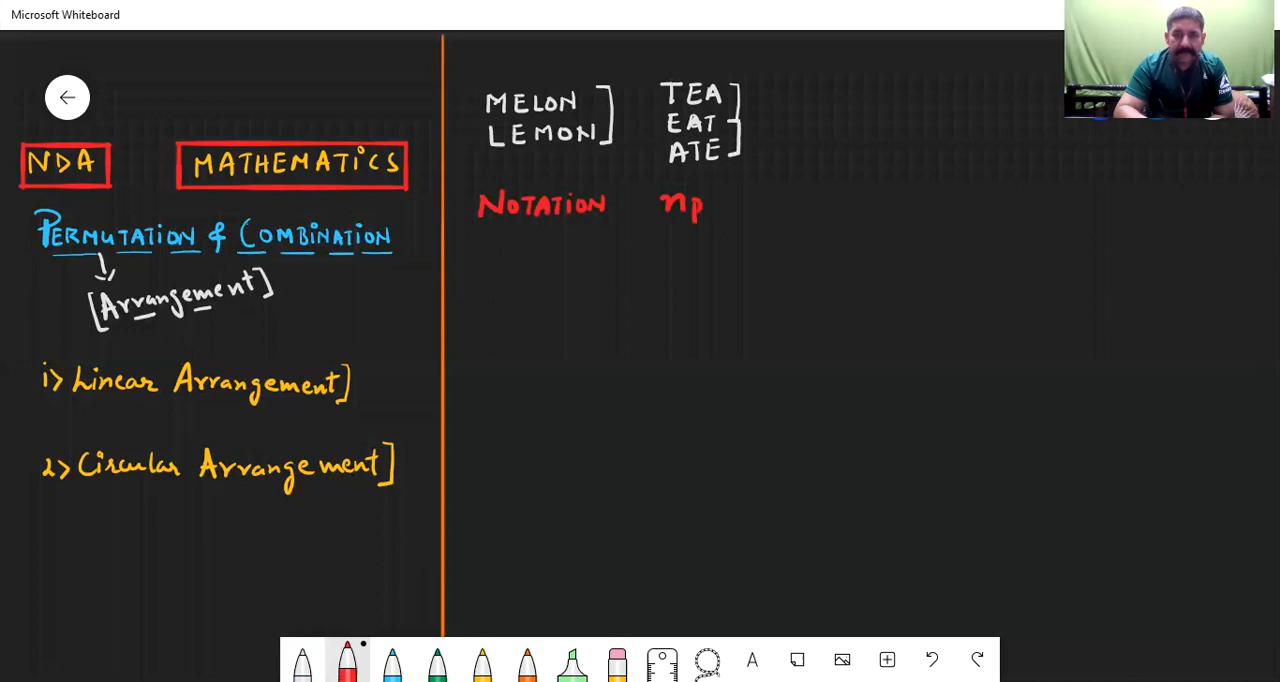 Microsoft Whiteboard
NDA MATHEMATICS
PERMUTATION & COMBINATION
[Arrangement]
1> Linear Arrangement]
2> Circular Arrangement]
MELON
LEMON
TEA
EAT
ATE
NOTATION np
A